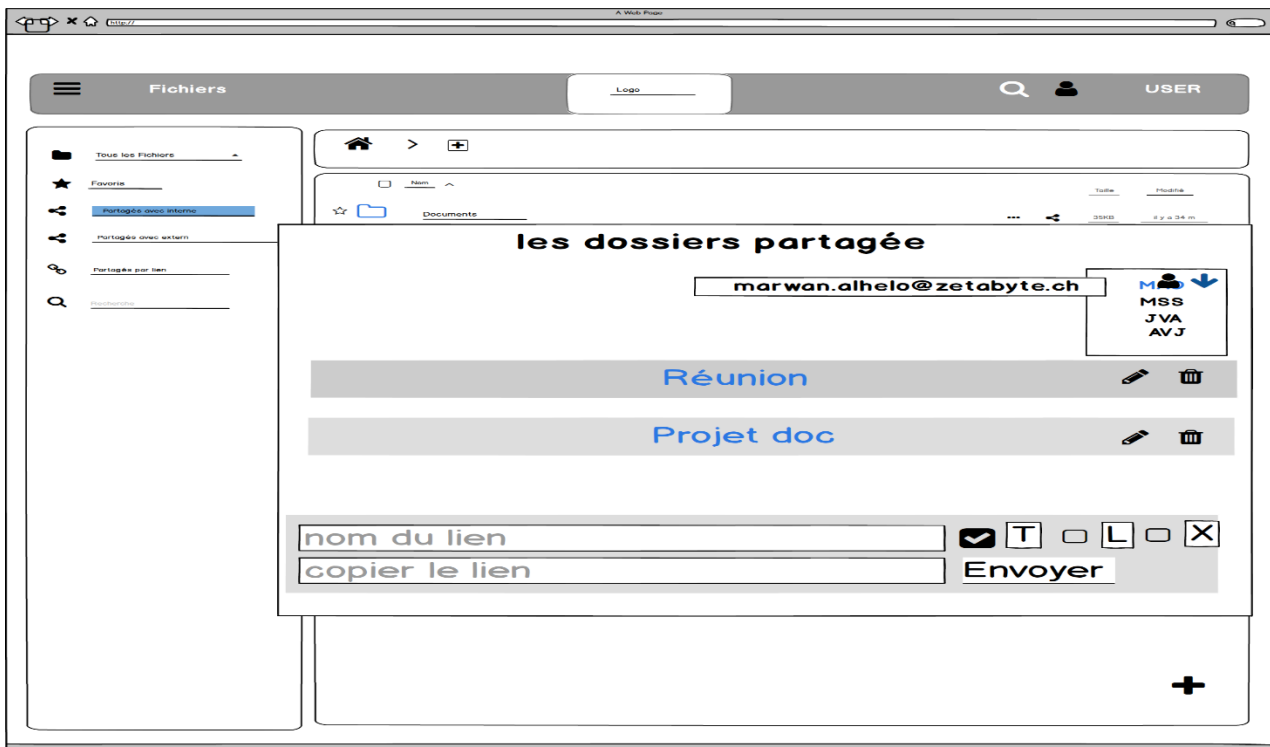 A Web Page
http://
Fichiers
Logo
USER
Tous les Fichiers
Favoris
Partagés avec interne
Partagés avec extern
Partagés par lien
Recherche
Nom
Taille
Modifié
Documents
35KB
il y a 34 m
les dossiers partagée
marwan.alhelo@zetabyte.ch
MSS
JVA
AVJ
Réunion
Projet doc
nom du lien
T
L
X
copier le lien
Envoyer